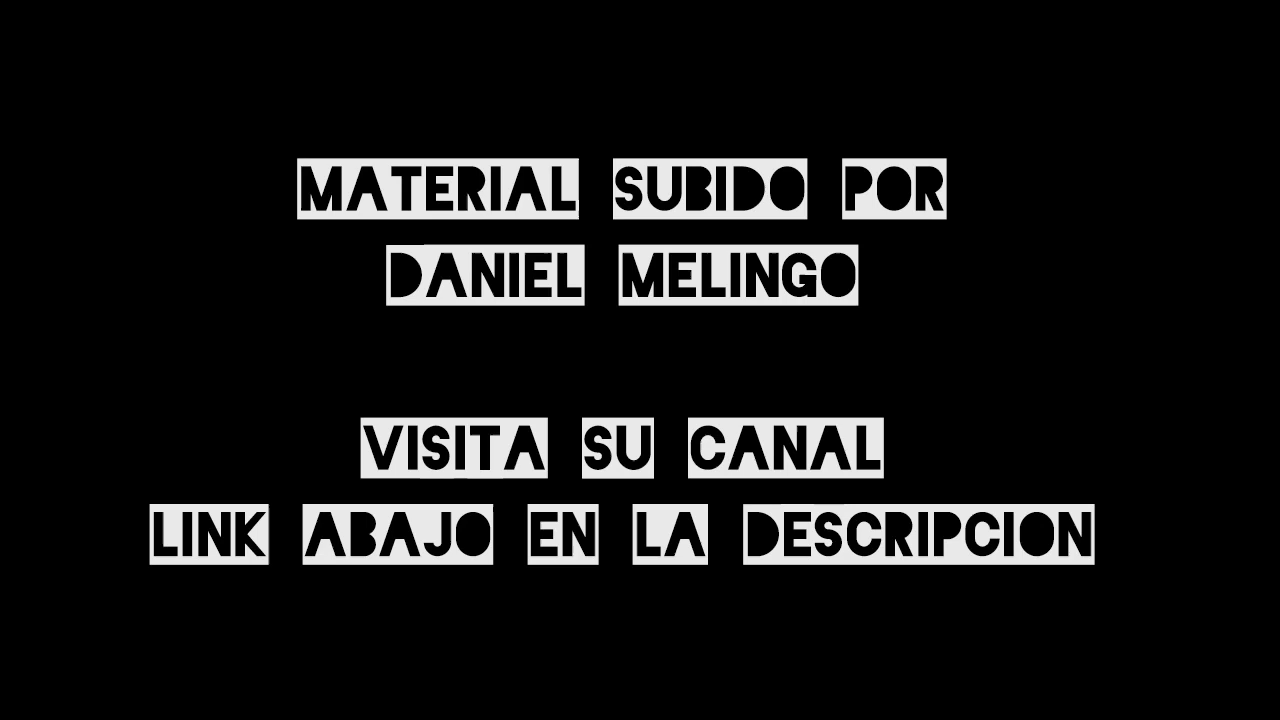 MATERIAL SUBIDO POR
DANIEL MELINGO
VISITA SU CANAL
LINK ABAJO EN LA DESCRIPCION